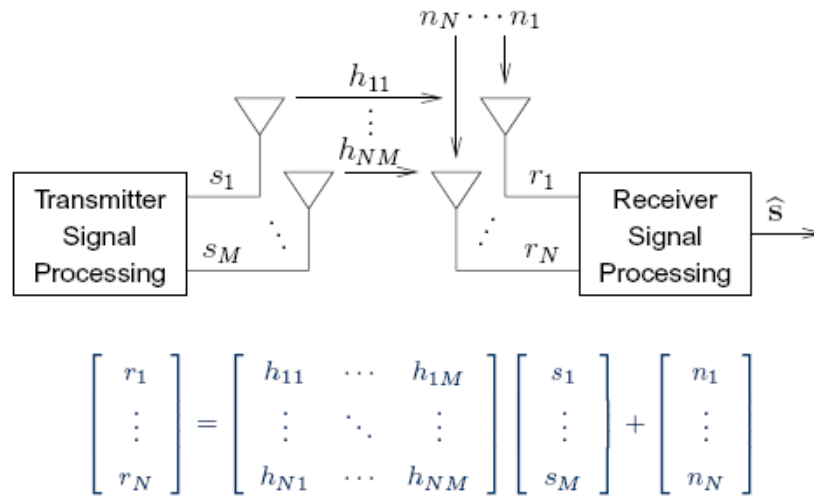 n_N ··· n_1
h_11
⋮
h_NM
s_1
r_1
Transmitter
Signal
Processing
⋱
⋰
Receiver
Signal
Processing
ŝ
s_M
r_N
[ r_1 ⋮ r_N ] = [ h_11 ··· h_1M ⋮ ⋱ ⋮ h_N1 ··· h_NM ] [ s_1 ⋮ s_M ] + [ n_1 ⋮ n_N ]